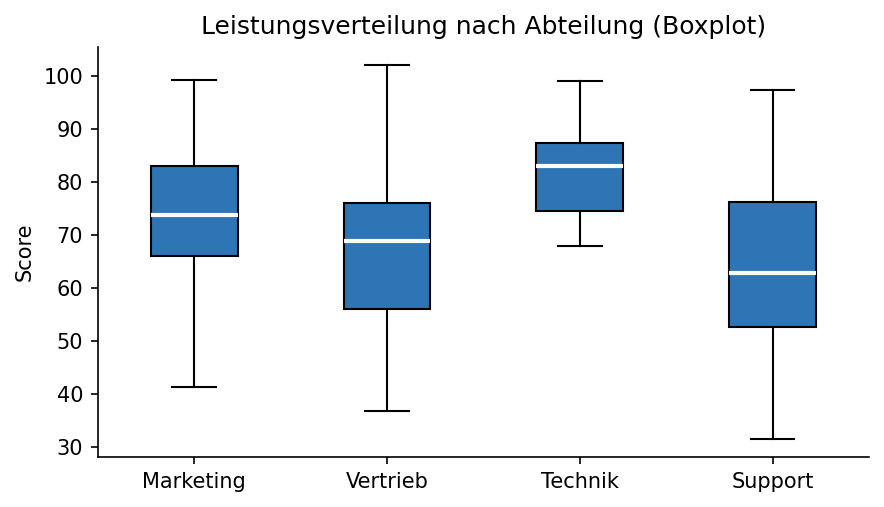 Leistungsverteilung nach Abteilung (Boxplot)
Score
100
90
80
70
60
50
40
30
Marketing Vertrieb Technik Support